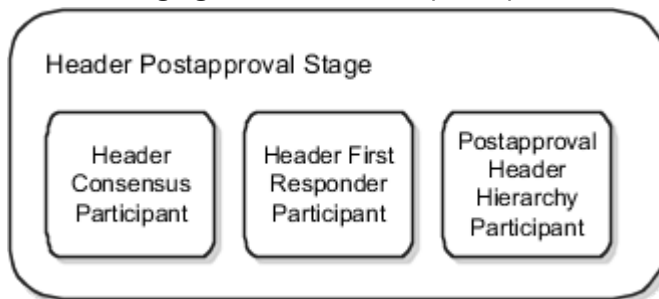 Header Postapproval Stage
Header
Consensus
Participant
Header First
Responder
Participant
Postapproval
Header
Hierarchy
Participant